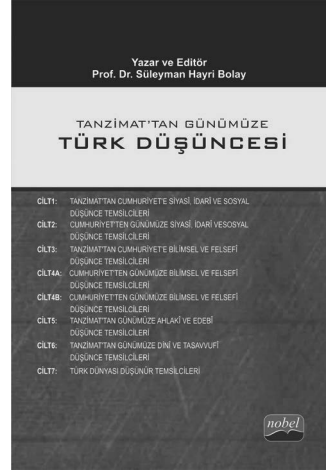 Yazar ve Editör
Prof. Dr. Süleyman Hayri Bolay
TANZİMAT'TAN GÜNÜMÜZE
TÜRK DÜŞÜNCESİ
CİLT1: TANZİMAT'TAN CUMHURİYET'E SİYASİ, İDARİ VE SOSYAL
DÜŞÜNCE TEMSİLCİLERİ
CİLT2: CUMHURİYET'TEN GÜNÜMÜZE SİYASİ, İDARİ VESOSYAL
DÜŞÜNCE TEMSİLCİLERİ
CİLT3: TANZİMAT'TAN CUMHURİYET'E BİLİMSEL VE FELSEFİ
DÜŞÜNCE TEMSİLCİLERİ
CİLT4A: CUMHURİYET'TEN GÜNÜMÜZE BİLİMSEL VE FELSEFİ
DÜŞÜNCE TEMSİLCİLERİ
CİLT4B: CUMHURİYET'TEN GÜNÜMÜZE BİLİMSEL VE FELSEFİ
DÜŞÜNCE TEMSİLCİLERİ
CİLT5: TANZİMAT'TAN GÜNÜMÜZE AHLAKİ VE EDEBİ
DÜŞÜNCE TEMSİLCİLERİ
CİLT6: TANZİMAT'TAN GÜNÜMÜZE DİNİ VE TASAVVUFİ
DÜŞÜNCE TEMSİLCİLERİ
CİLT7: TÜRK DÜNYASI DÜŞÜNÜR TEMSİLCİLERİ
nobel